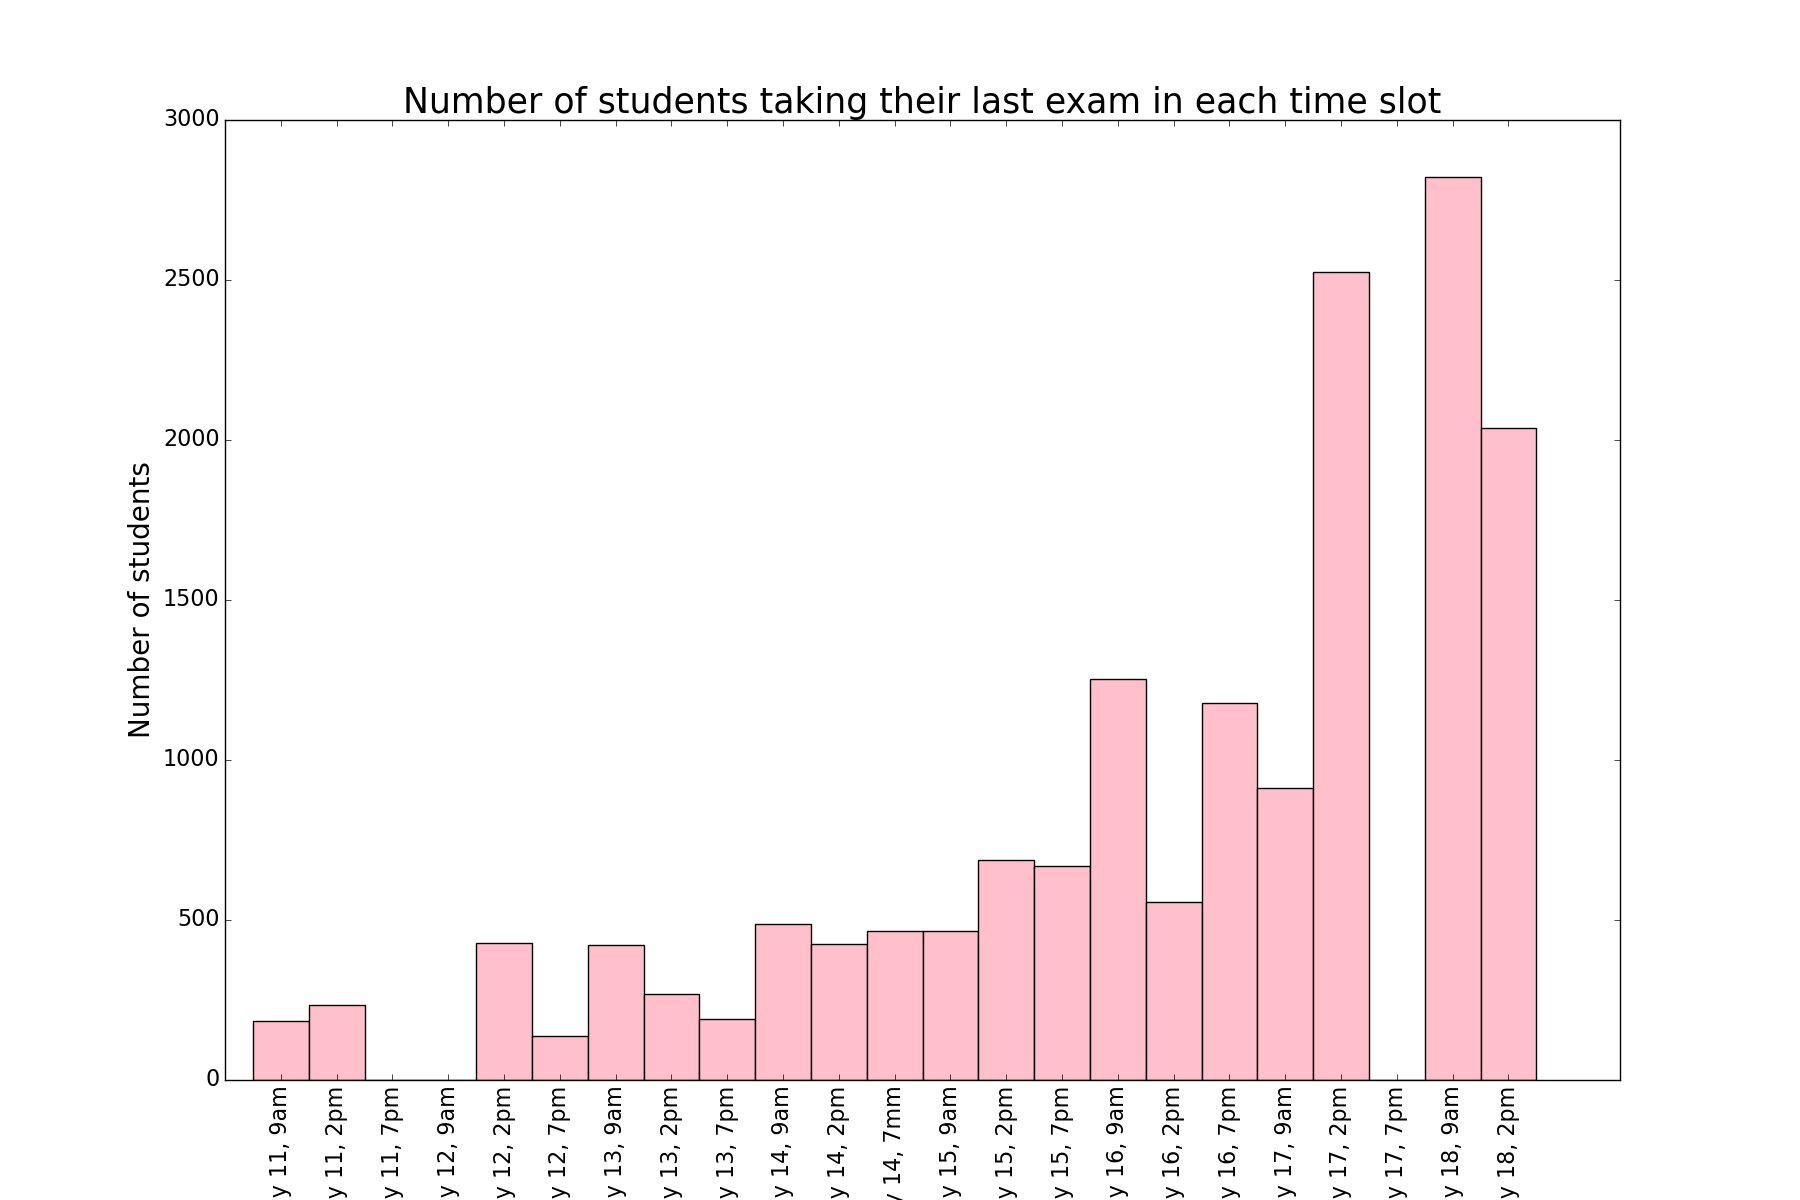 Number of students taking their last exam in each time slot
3000
2500
2000
1500
1000
500
0
Number of students
y 11, 9am
y 11, 2pm
y 11, 7pm
y 12, 9am
y 12, 2pm
y 12, 7pm
y 13, 9am
y 13, 2pm
y 13, 7pm
y 14, 9am
y 14, 2pm
y 14, 7mm
y 15, 9am
y 15, 2pm
y 15, 7pm
y 16, 9am
y 16, 2pm
y 16, 7pm
y 17, 9am
y 17, 2pm
y 17, 7pm
y 18, 9am
y 18, 2pm